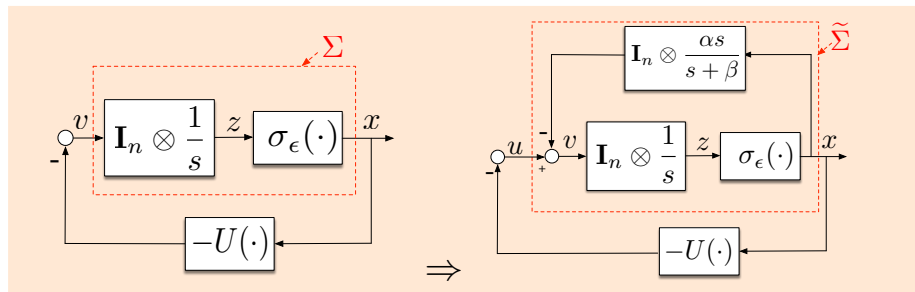 Σ
v
I_n ⊗ 1/s
z
σ_ϵ(·)
x
-
−U(·)
⇒
Σ̃
I_n ⊗ αs/(s + β)
-
u
+
v
I_n ⊗ 1/s
z
σ_ϵ(·)
x
-
−U(·)